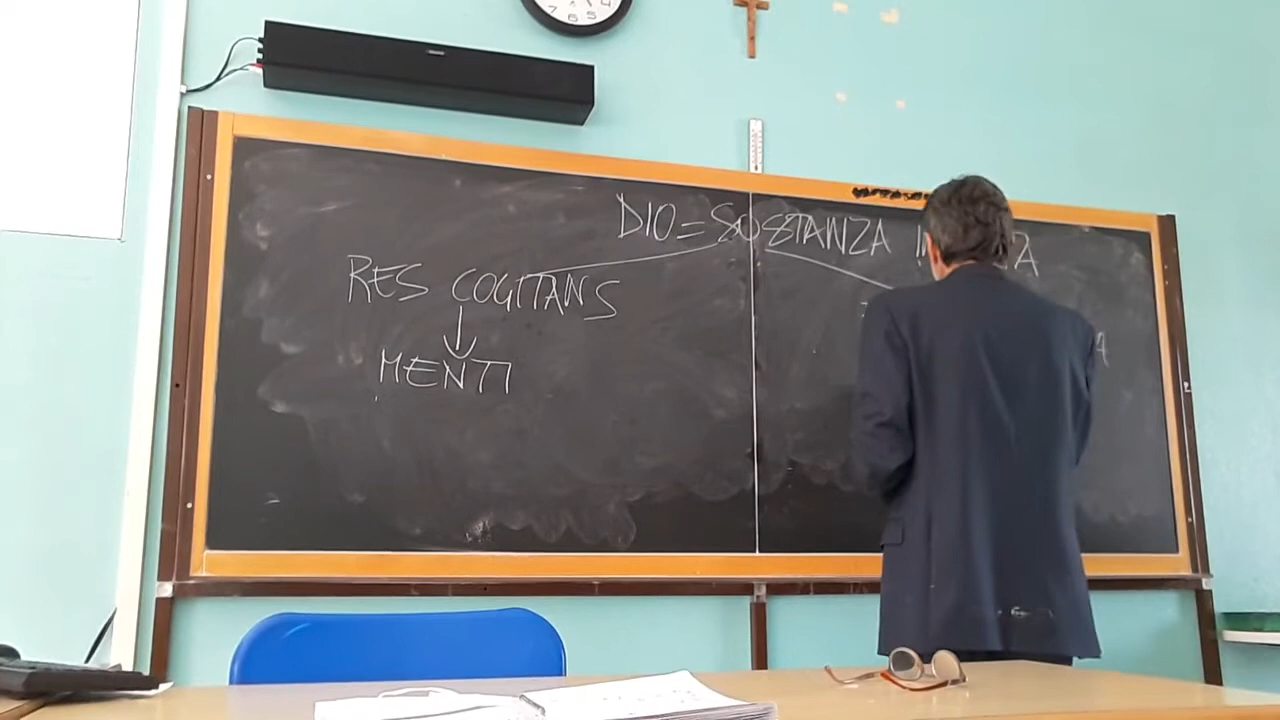 DIO = SOSTANZA
RES COGITANS
MENTI